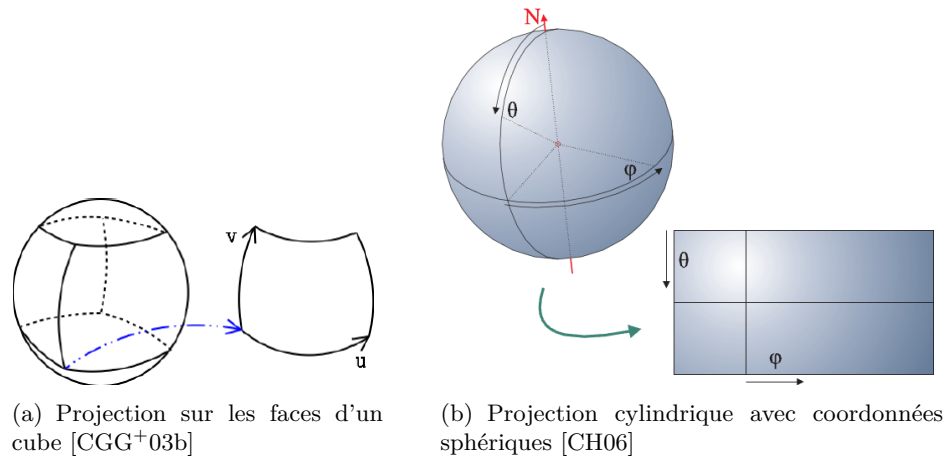 N
θ
φ
v
u
θ
φ
(a) Projection sur les faces d'un
cube [CGG+03b]
(b) Projection cylindrique avec coordonnées
sphériques [CH06]